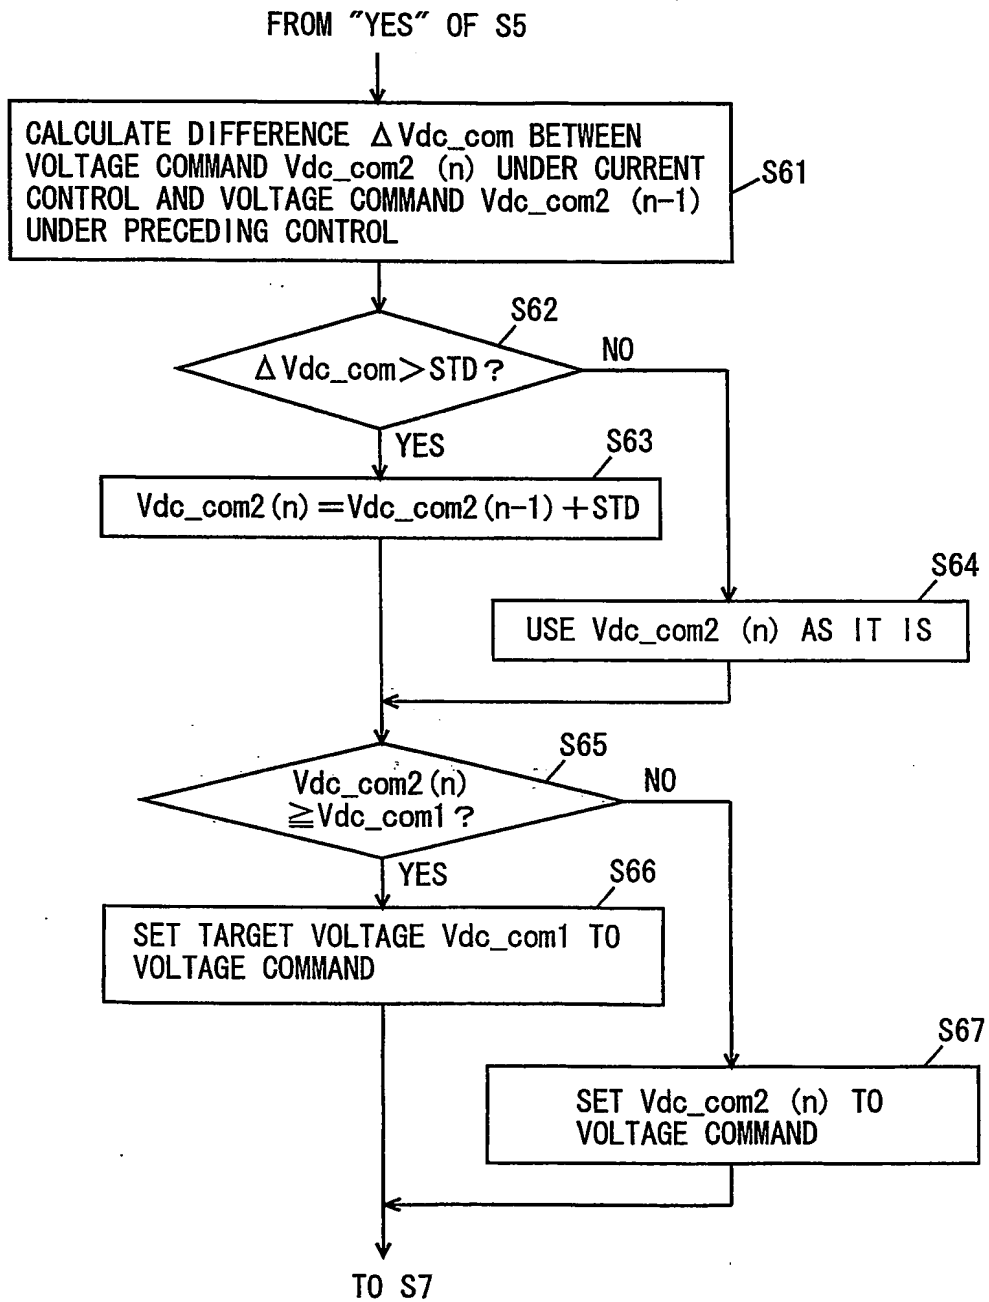 FROM "YES" OF S5
CALCULATE DIFFERENCE ΔVdc_com BETWEEN
VOLTAGE COMMAND Vdc_com2 (n) UNDER CURRENT
CONTROL AND VOLTAGE COMMAND Vdc_com2 (n-1)
UNDER PRECEDING CONTROL
S61
S62
ΔVdc_com>STD?
NO
YES
S63
Vdc_com2(n)=Vdc_com2(n-1)+STD
S64
USE Vdc_com2 (n) AS IT IS
S65
Vdc_com2(n)
≧Vdc_com1?
NO
YES
S66
SET TARGET VOLTAGE Vdc_com1 TO
VOLTAGE COMMAND
S67
SET Vdc_com2 (n) TO
VOLTAGE COMMAND
TO S7